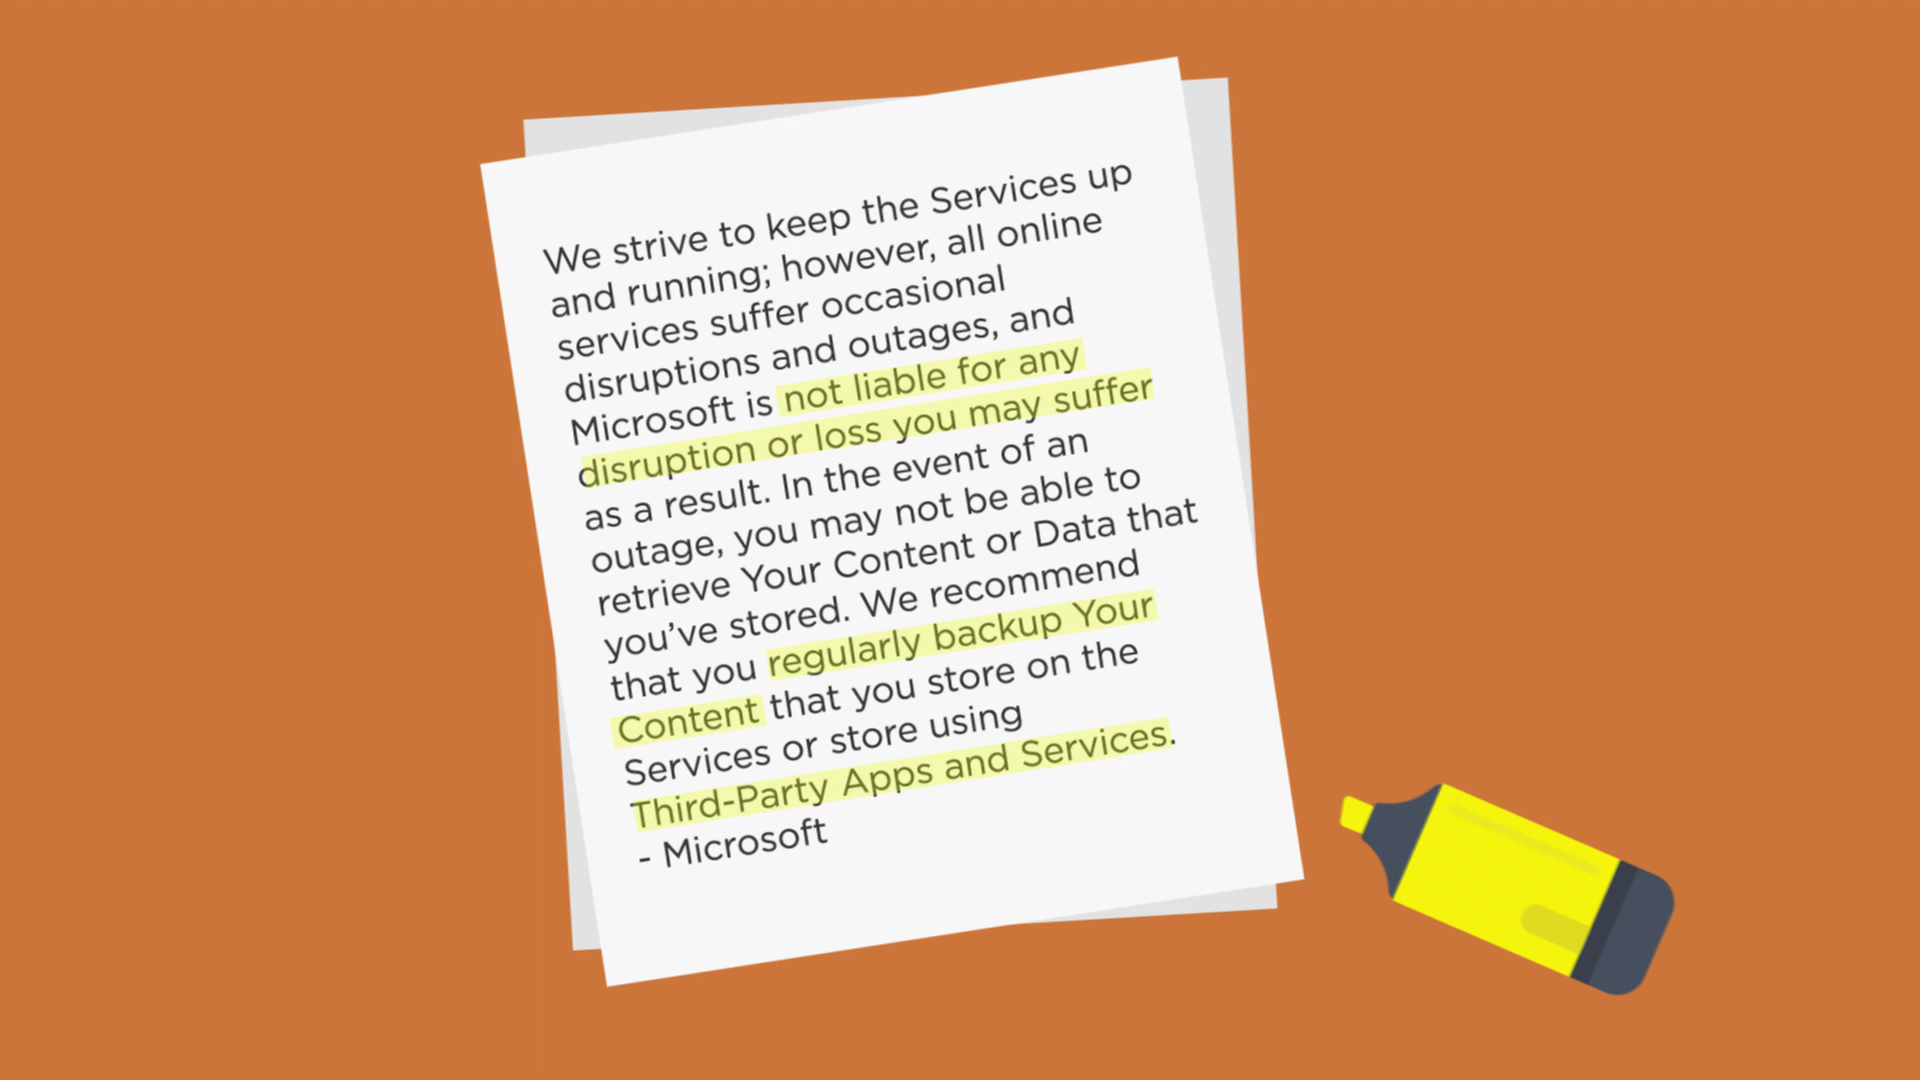 We strive to keep the Services up
and running; however, all online
services suffer occasional
disruptions and outages, and
Microsoft is not liable for any
disruption or loss you may suffer
as a result. In the event of an
outage, you may not be able to
retrieve Your Content or Data that
you've stored. We recommend
that you regularly backup Your
Content that you store on the
Services or store using
Third-Party Apps and Services.
- Microsoft